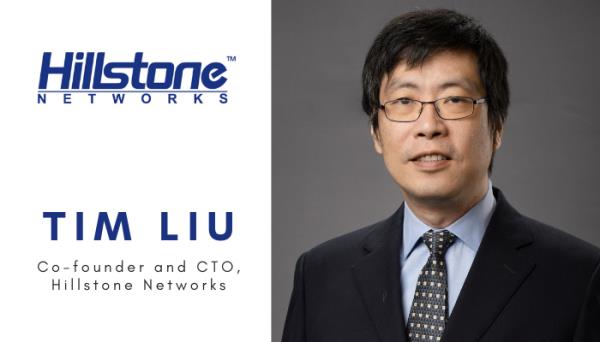 Hillstone™
NETWORKS
TIM LIU
Co-founder and CTO,
Hillstone Networks